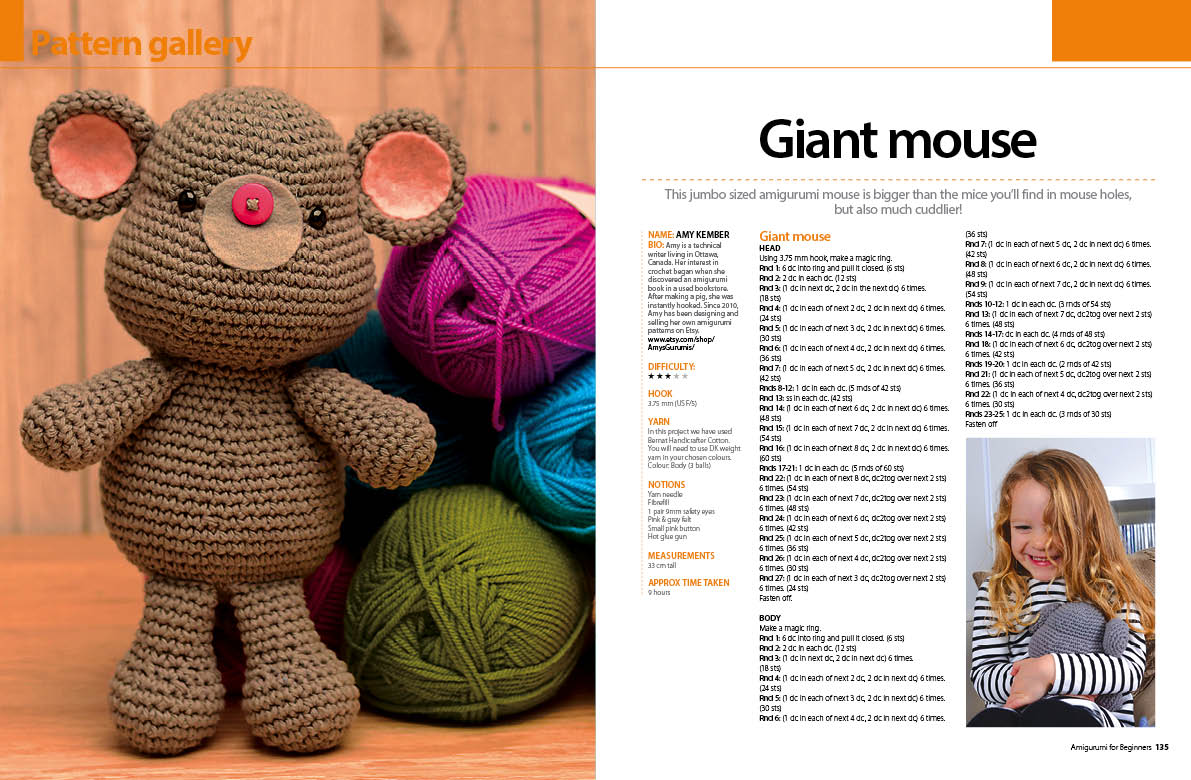 Pattern gallery
Giant mouse
This jumbo sized amigurumi mouse is bigger than the mice you'll find in mouse holes,
but also much cuddlier!
NAME: AMY KEMBER
BIO: Amy is a technical
writer living in Ottawa,
Canada. Her interest in
crochet began when she
discovered an amigurumi
book in a used bookstore.
After making a pig, she was
instantly hooked. Since 2010,
Amy has been designing and
selling her own amigurumi
patterns on Etsy.
www.etsy.com/shop/
AmysGurumis/
DIFFICULTY:
★★★★★
HOOK
3.75 mm (US F/5)
YARN
In this project we have used
Bernat Handicrafter Cotton.
You will need to use DK weight
yarn in your chosen colours.
Colour: Body (3 balls)
NOTIONS
Yarn needle
Fibrefill
1 pair 9mm safety eyes
Pink & grey felt
Small pink button
Hot glue gun
MEASUREMENTS
33 cm tall
APPROX TIME TAKEN
9 hours
Giant mouse
HEAD
Using 3.75 mm hook, make a magic ring.
Rnd 1: 6 dc into ring and pull it closed. (6 sts)
Rnd 2: 2 dc in each dc. (12 sts)
Rnd 3: (1 dc in next dc, 2 dc in the next dc) 6 times.
(18 sts)
Rnd 4: (1 dc in each of next 2 dc, 2 dc in next dc) 6 times.
(24 sts)
Rnd 5: (1 dc in each of next 3 dc, 2 dc in next dc) 6 times.
(30 sts)
Rnd 6: (1 dc in each of next 4 dc, 2 dc in next dc) 6 times.
(36 sts)
Rnd 7: (1 dc in each of next 5 dc, 2 dc in next dc) 6 times.
(42 sts)
Rnds 8-12: 1 dc in each dc. (5 rnds of 42 sts)
Rnd 13: ss in each dc. (42 sts)
Rnd 14: (1 dc in each of next 6 dc, 2 dc in next dc) 6 times.
(48 sts)
Rnd 15: (1 dc in each of next 7 dc, 2 dc in next dc) 6 times.
(54 sts)
Rnd 16: (1 dc in each of next 8 dc, 2 dc in next dc) 6 times.
(60 sts)
Rnds 17-21: 1 dc in each dc. (5 rnds of 60 sts)
Rnd 22: (1 dc in each of next 8 dc, dc2tog over next 2 sts)
6 times. (54 sts)
Rnd 23: (1 dc in each of next 7 dc, dc2tog over next 2 sts)
6 times. (48 sts)
Rnd 24: (1 dc in each of next 6 dc, dc2tog over next 2 sts)
6 times. (42 sts)
Rnd 25: (1 dc in each of next 5 dc, dc2tog over next 2 sts)
6 times. (36 sts)
Rnd 26: (1 dc in each of next 4 dc, dc2tog over next 2 sts)
6 times. (30 sts)
Rnd 27: (1 dc in each of next 3 dc, dc2tog over next 2 sts)
6 times. (24 sts)
Fasten off.
BODY
Make a magic ring.
Rnd 1: 6 dc into ring and pull it closed. (6 sts)
Rnd 2: 2 dc in each dc. (12 sts)
Rnd 3: (1 dc in next dc, 2 dc in next dc) 6 times.
(18 sts)
Rnd 4: (1 dc in each of next 2 dc, 2 dc in next dc) 6 times.
(24 sts)
Rnd 5: (1 dc in each of next 3 dc, 2 dc in next dc) 6 times.
(30 sts)
Rnd 6: (1 dc in each of next 4 dc, 2 dc in next dc) 6 times.
(36 sts)
Rnd 7: (1 dc in each of next 5 dc, 2 dc in next dc) 6 times.
(42 sts)
Rnd 8: (1 dc in each of next 6 dc, 2 dc in next dc) 6 times.
(48 sts)
Rnd 9: (1 dc in each of next 7 dc, 2 dc in next dc) 6 times.
(54 sts)
Rnds 10-12: 1 dc in each dc. (3 rnds of 54 sts)
Rnd 13: (1 dc in each of next 7 dc, dc2tog over next 2 sts)
6 times. (48 sts)
Rnds 14-17: dc in each dc. (4 rnds of 48 sts)
Rnd 18: (1 dc in each of next 6 dc, dc2tog over next 2 sts)
6 times. (42 sts)
Rnds 19-20: 1 dc in each dc. (2 rnds of 42 sts)
Rnd 21: (1 dc in each of next 5 dc, dc2tog over next 2 sts)
6 times. (36 sts)
Rnd 22: (1 dc in each of next 4 dc, dc2tog over next 2 sts)
6 times. (30 sts)
Rnds 23-25: 1 dc in each dc. (3 rnds of 30 sts)
Fasten off
Amigurumi for Beginners 135